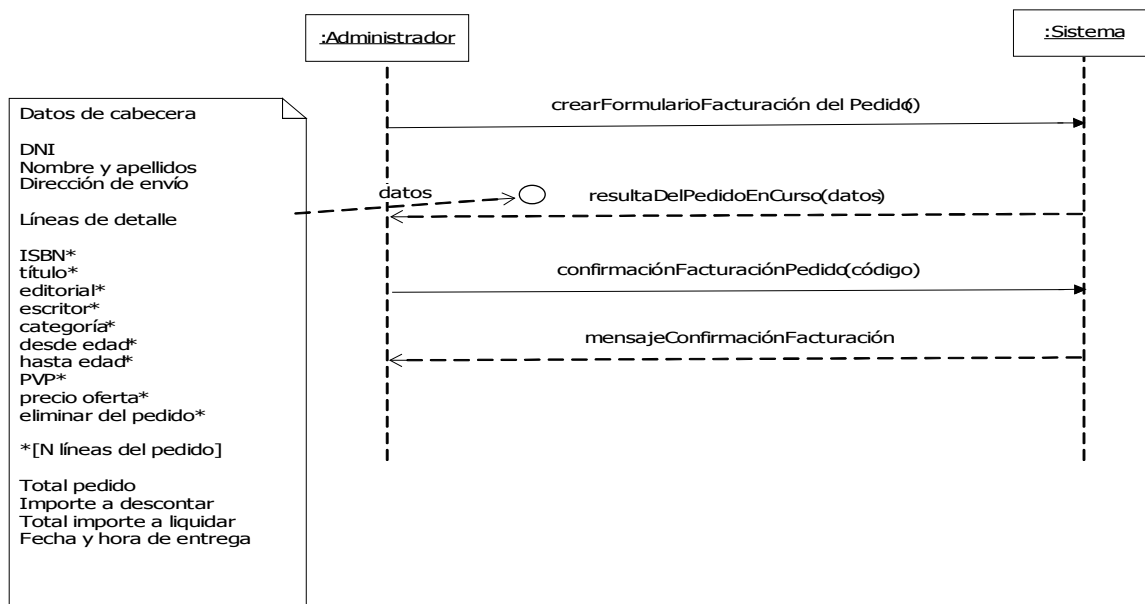 :Administrador
:Sistema
crearFormularioFacturación del Pedido()
datos
resultaDelPedidoEnCurso(datos)
confirmaciónFacturaciónPedido(código)
mensajeConfirmaciónFacturación
Datos de cabecera
DNI
Nombre y apellidos
Dirección de envío
Líneas de detalle
ISBN*
título*
editorial*
escritor*
categoría*
desde edad*
hasta edad*
PVP*
precio oferta*
eliminar del pedido*
*[N líneas del pedido]
Total pedido
Importe a descontar
Total importe a liquidar
Fecha y hora de entrega